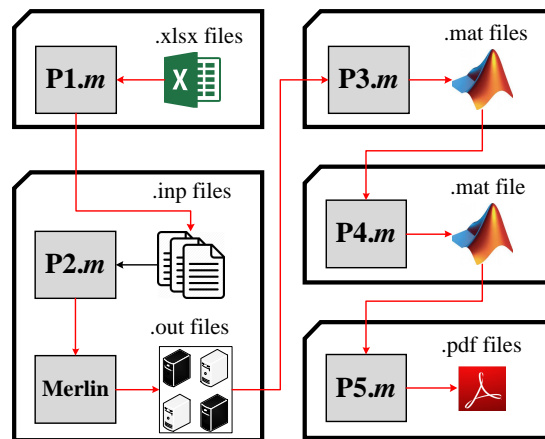 .xlsx files
P1.m
X
.inp files
P2.m
.out files
Merlin
.mat files
P3.m
.mat file
P4.m
.pdf files
P5.m